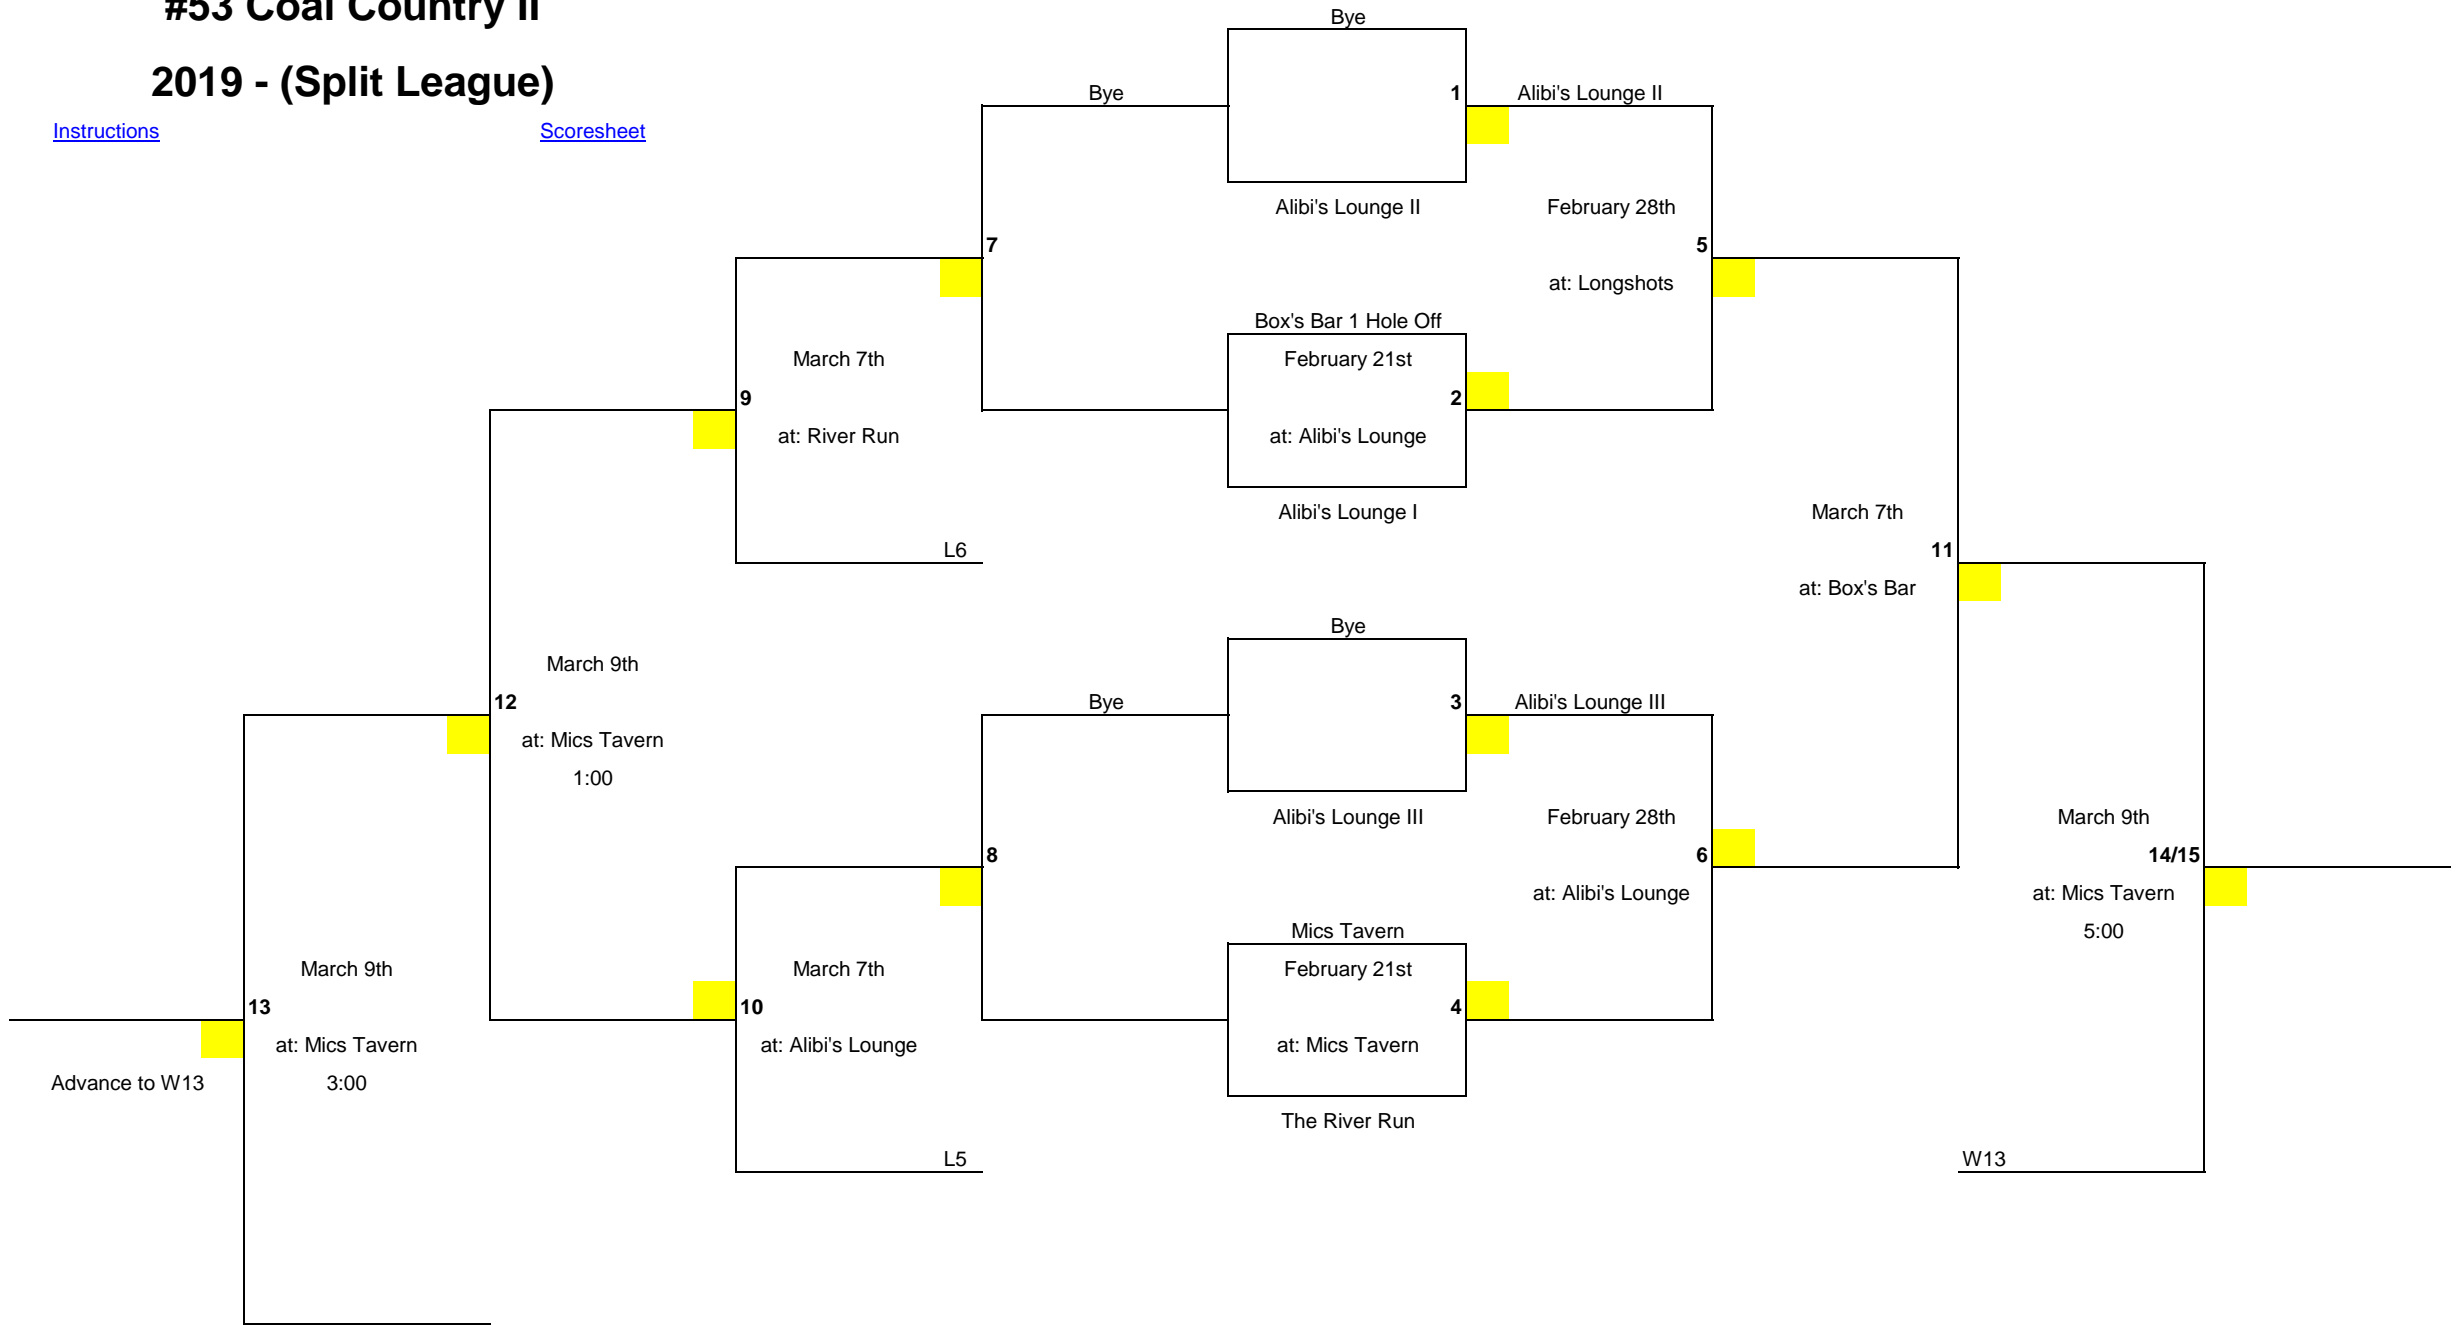 #53 Coal Country II
2019 - (Split League)
Instructions
Scoresheet
Bye
Bye
1
Alibi's Lounge II
Alibi's Lounge II
February 28th
7
5
at: Longshots
Box's Bar 1 Hole Off
March 7th
February 21st
9
2
at: River Run
at: Alibi's Lounge
Alibi's Lounge I
March 7th
L6
11
at: Box's Bar
Bye
March 9th
12
Bye
3
Alibi's Lounge III
at: Mics Tavern
1:00
Alibi's Lounge III
February 28th
March 9th
8
6
14/15
at: Alibi's Lounge
at: Mics Tavern
Mics Tavern
5:00
March 9th
March 7th
February 21st
13
10
4
at: Mics Tavern
at: Alibi's Lounge
at: Mics Tavern
Advance to W13
3:00
The River Run
L5
W13